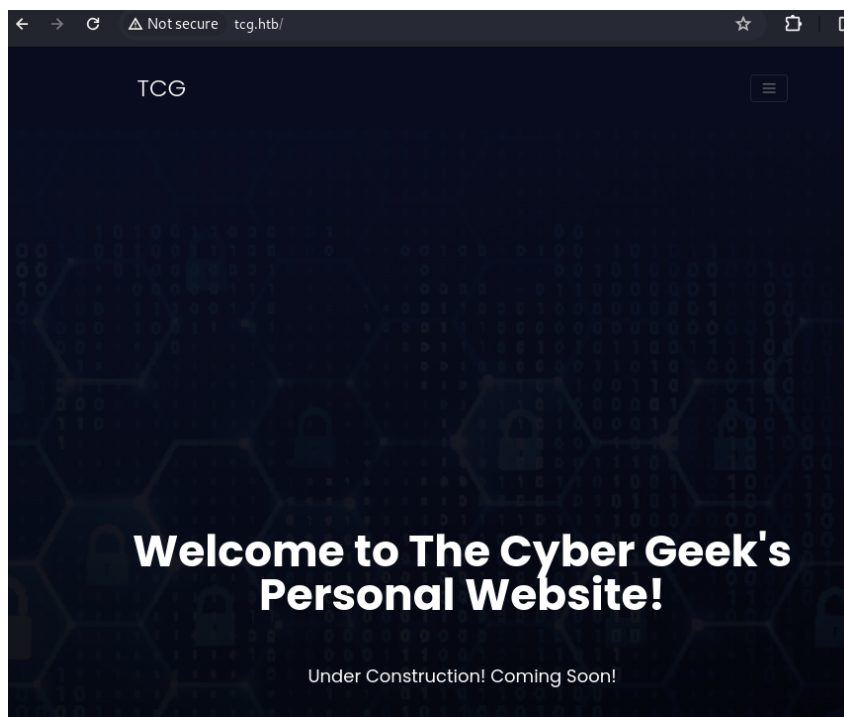 Not secure tcg.htb/
TCG
Welcome to The Cyber Geek's
Personal Website!
Under Construction! Coming Soon!